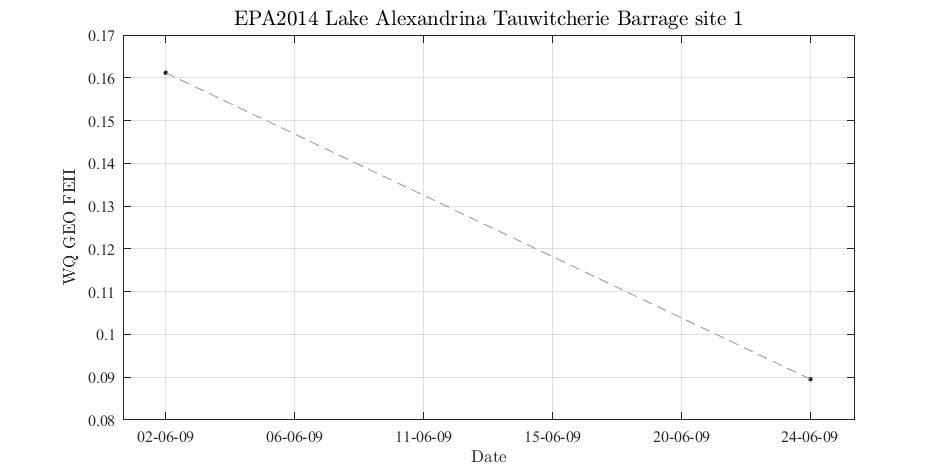 EPA2014 Lake Alexandrina Tauwitcherie Barrage site 1
0.17
0.16
0.15
0.14
0.13
0.12
0.11
0.1
0.09
0.08
WQ GEO FEII
02-06-09 06-06-09 11-06-09 15-06-09 20-06-09 24-06-09
Date